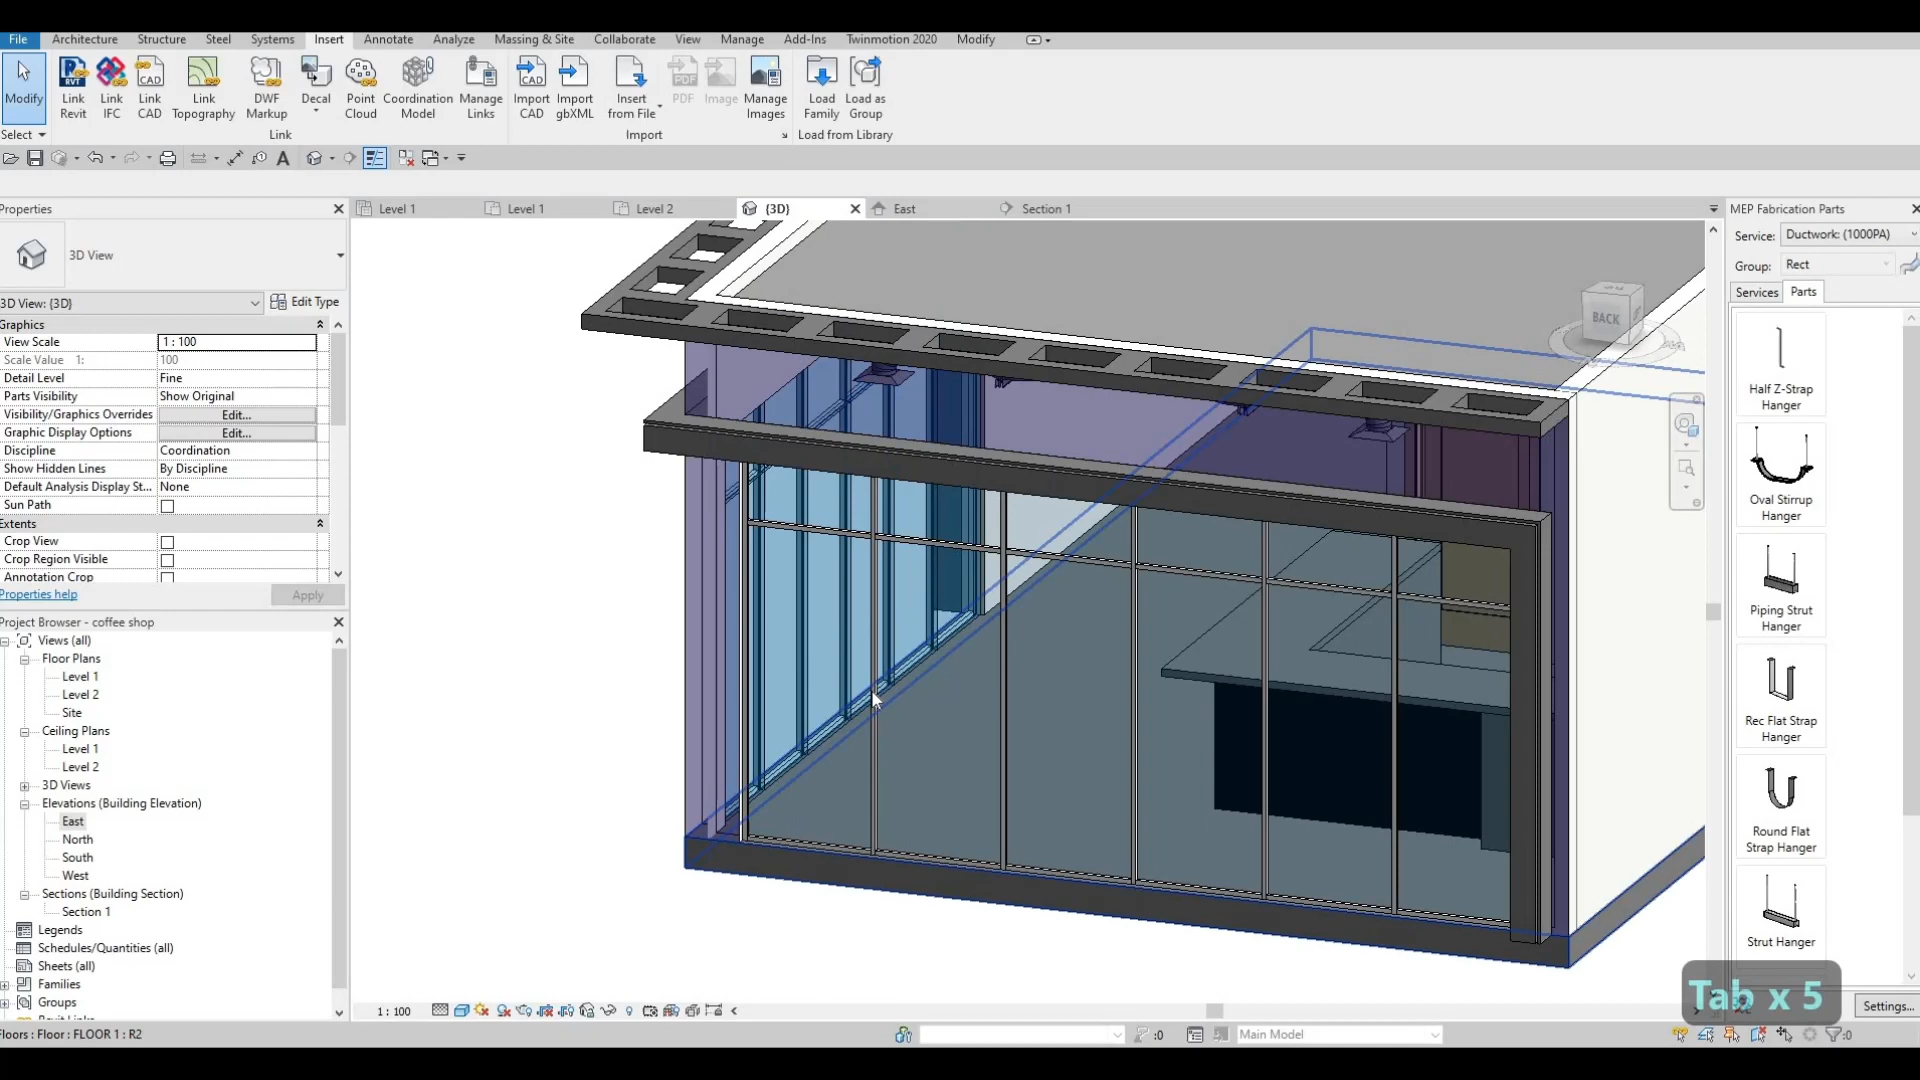 File Architecture Structure Steel Systems Insert Annotate Analyze Massing & Site Collaborate View Manage Add-Ins Twinmotion 2020 Modify
Modify
Link Revit
Link IFC
Link CAD
Link Topography
DWF Markup
Decal
Point Cloud
Coordination Model
Manage Links
Import CAD
Import gbXML
Insert from File
PDF
Image
Manage Images
Load Family
Load as Group
Select
Link
Import
Load from Library
Properties
Level 1
Level 1
Level 2
{3D}
East
Section 1
MEP Fabrication Parts
3D View
Service: Ductwork: (1000PA)
Group: Rect
Services Parts
3D View: {3D}
Edit Type
Graphics
View Scale 1 : 100
Scale Value 1: 100
Detail Level Fine
Parts Visibility Show Original
Visibility/Graphics Overrides Edit...
Graphic Display Options Edit...
Discipline Coordination
Show Hidden Lines By Discipline
Default Analysis Display St... None
Sun Path
Extents
Crop View
Crop Region Visible
Annotation Crop
Properties help
Apply
Project Browser - coffee shop
Views (all)
Floor Plans
Level 1
Level 2
Site
Ceiling Plans
Level 1
Level 2
3D Views
Elevations (Building Elevation)
East
North
South
West
Sections (Building Section)
Section 1
Legends
Schedules/Quantities (all)
Sheets (all)
Families
Groups
BACK
Half Z-Strap Hanger
Oval Stirrup Hanger
Piping Strut Hanger
Rec Flat Strap Hanger
Round Flat Strap Hanger
Strut Hanger
Tab x 5
Settings...
1 : 100
Floors : Floor : FLOOR 1 : R2
:0
Main Model
:0